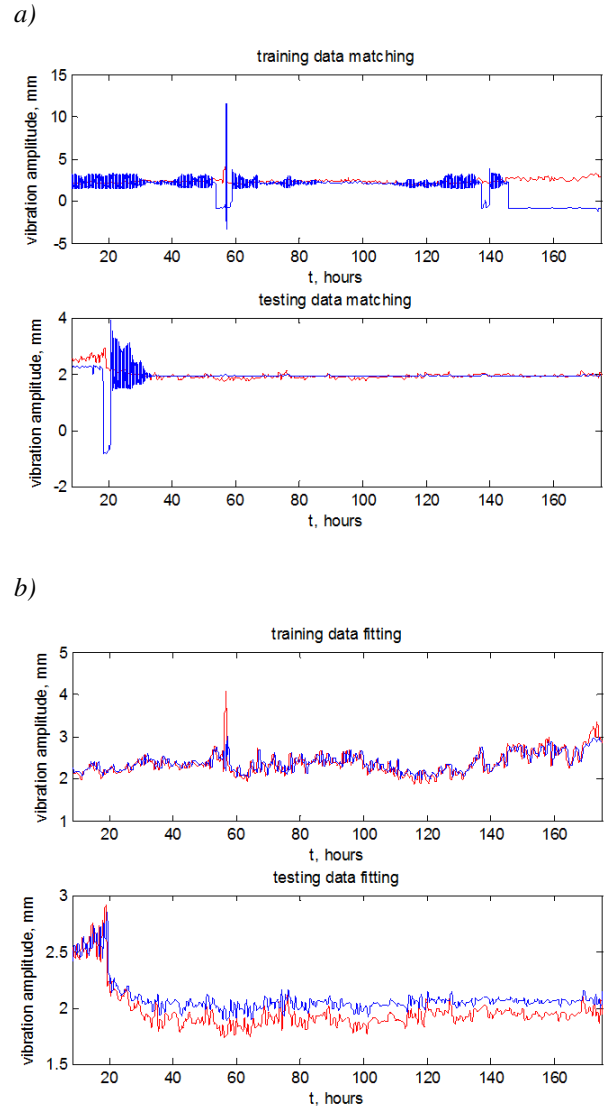 a)
training data matching
vibration amplitude, mm
15
10
5
0
-5
20 40 60 80 100 120 140 160
t, hours
testing data matching
vibration amplitude, mm
4
2
0
-2
20 40 60 80 100 120 140 160
t, hours
b)
training data fitting
vibration amplitude, mm
5
4
3
2
1
20 40 60 80 100 120 140 160
t, hours
testing data fitting
vibration amplitude, mm
3
2.5
2
1.5
20 40 60 80 100 120 140 160
t, hours